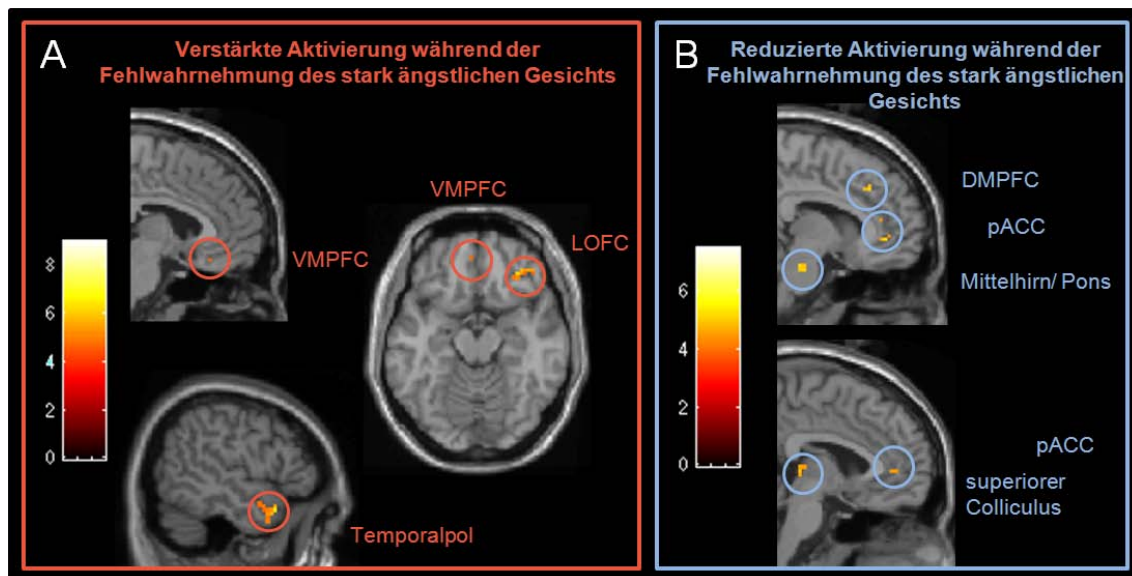 A
Verstärkte Aktivierung während der
Fehlwahrnehmung des stark ängstlichen Gesichts
VMPFC
LOFC
VMPFC
8
6
4
2
0
Temporalpol
B
Reduzierte Aktivierung während der
Fehlwahrnehmung des stark ängstlichen
Gesichts
DMPFC
pACC
Mittelhirn/ Pons
6
4
2
0
pACC
superiorer
Colliculus